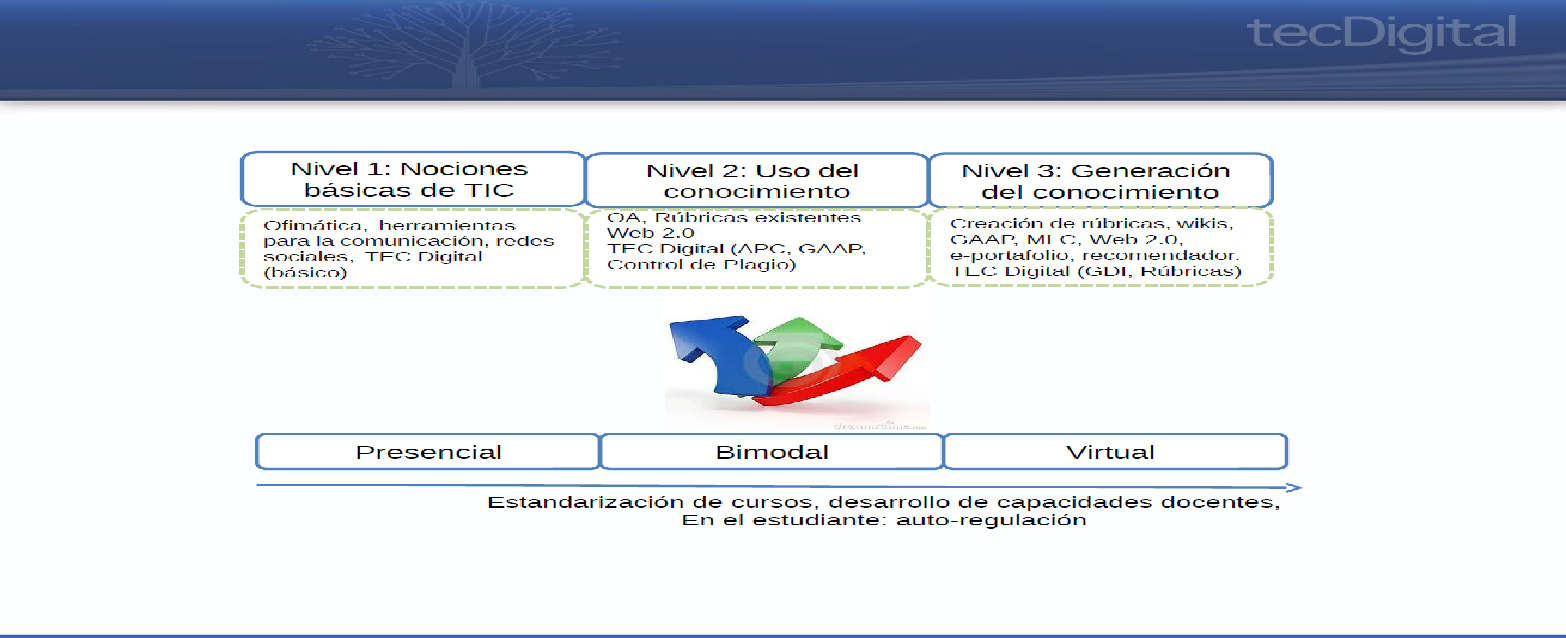 tecDigital
Nivel 1: Nociones
básicas de TIC
Nivel 2: Uso del
conocimiento
Nivel 3: Generación
del conocimiento
Ofimática, herramientas
para la comunicación, redes
sociales, TEC Digital
(básico)
OA, Rúbricas existentes
Web 2.0
TEC Digital (APC, GAAP,
Control de Plagio)
Creación de rúbricas, wikis,
GAAP, MLC, Web 2.0,
e-portafolio, recomendador.
TEC Digital (GDI, Rúbricas)
Presencial
Bimodal
Virtual
Estandarización de cursos, desarrollo de capacidades docentes,
En el estudiante: auto-regulación